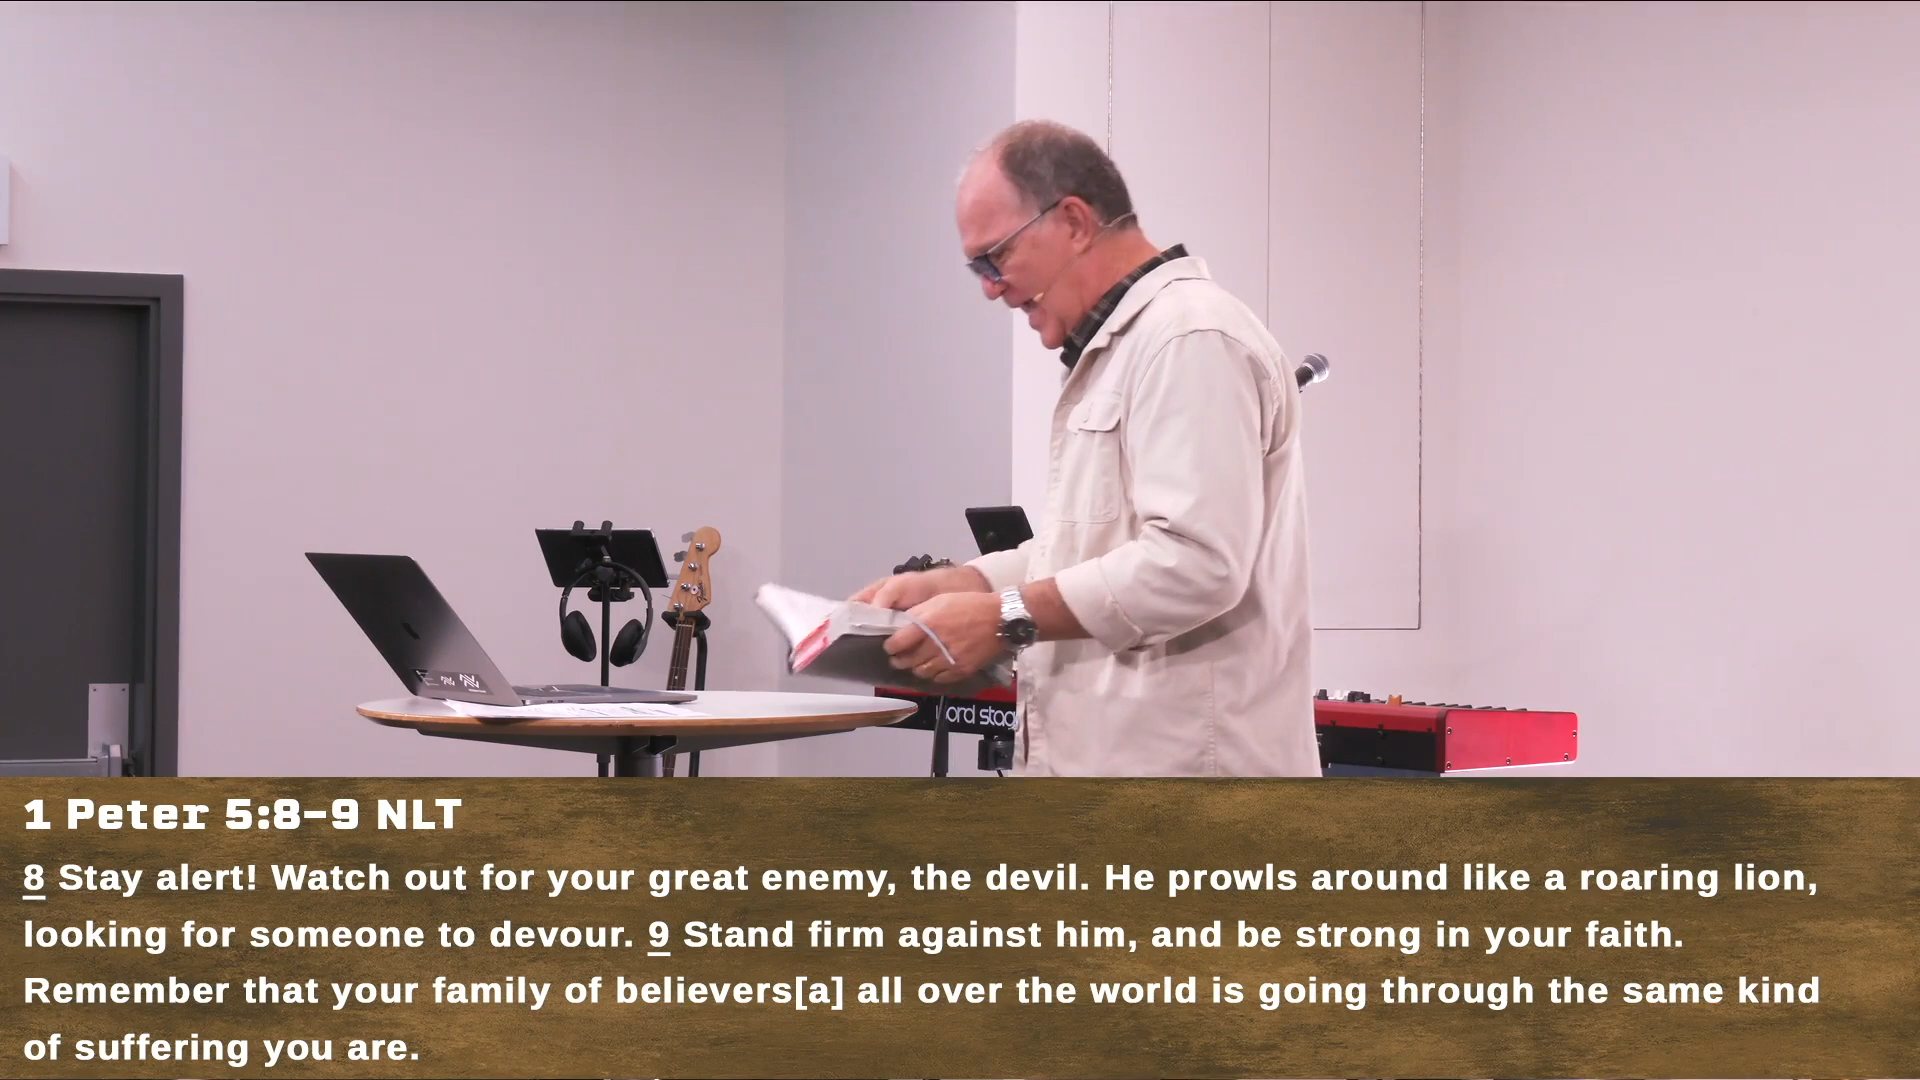 ord stag
1 Peter 5:8-9 NLT
8 Stay alert! Watch out for your great enemy, the devil. He prowls around like a roaring lion,
looking for someone to devour. 9 Stand firm against him, and be strong in your faith.
Remember that your family of believers[a] all over the world is going through the same kind
of suffering you are.